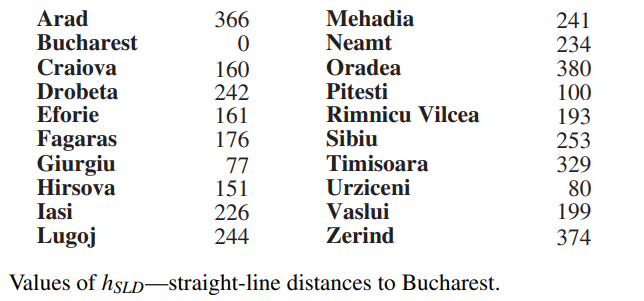 Arad 366 Mehadia 241
Bucharest 0 Neamt 234
Craiova 160 Oradea 380
Drobeta 242 Pitesti 100
Eforie 161 Rimnicu Vilcea 193
Fagaras 176 Sibiu 253
Giurgiu 77 Timisoara 329
Hirsova 151 Urziceni 80
Iasi 226 Vaslui 199
Lugoj 244 Zerind 374
Values of hSLD—straight-line distances to Bucharest.